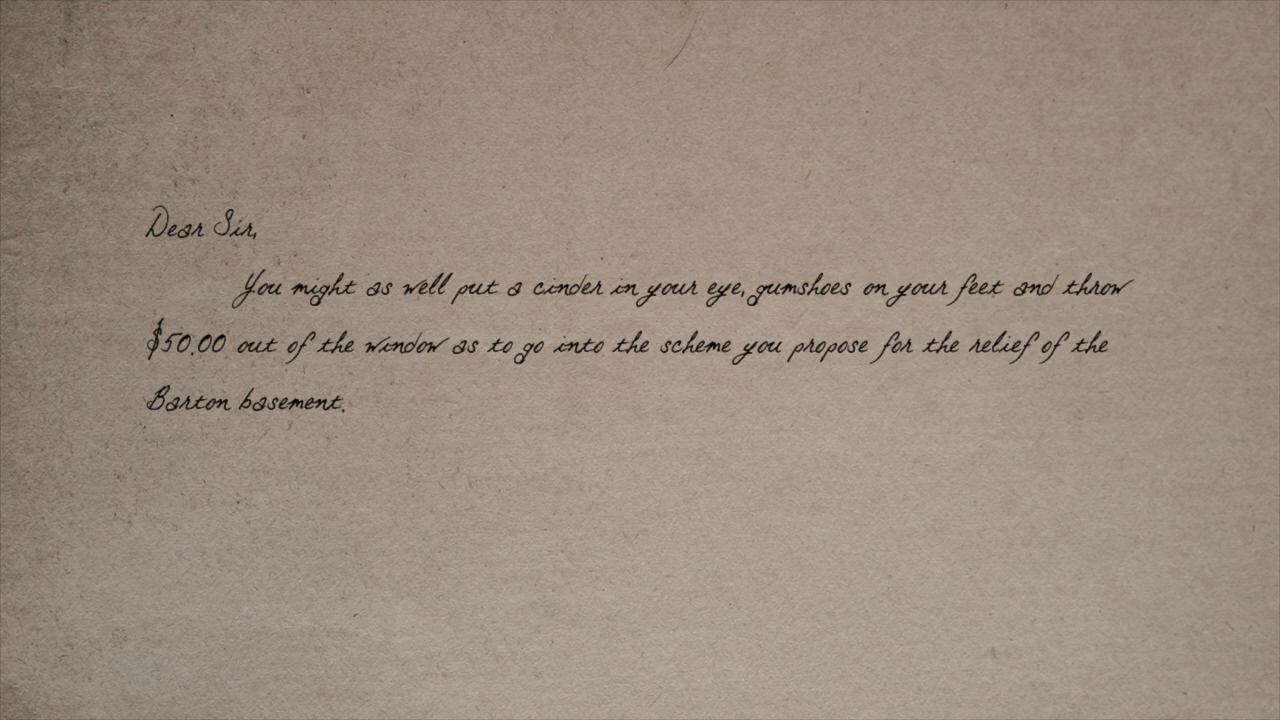 Dear Sir,
You might as well put a cinder in your eye, gumshoes on your feet and throw
$50.00 out of the window as to go into the scheme you propose for the relief of the
Barton basement.